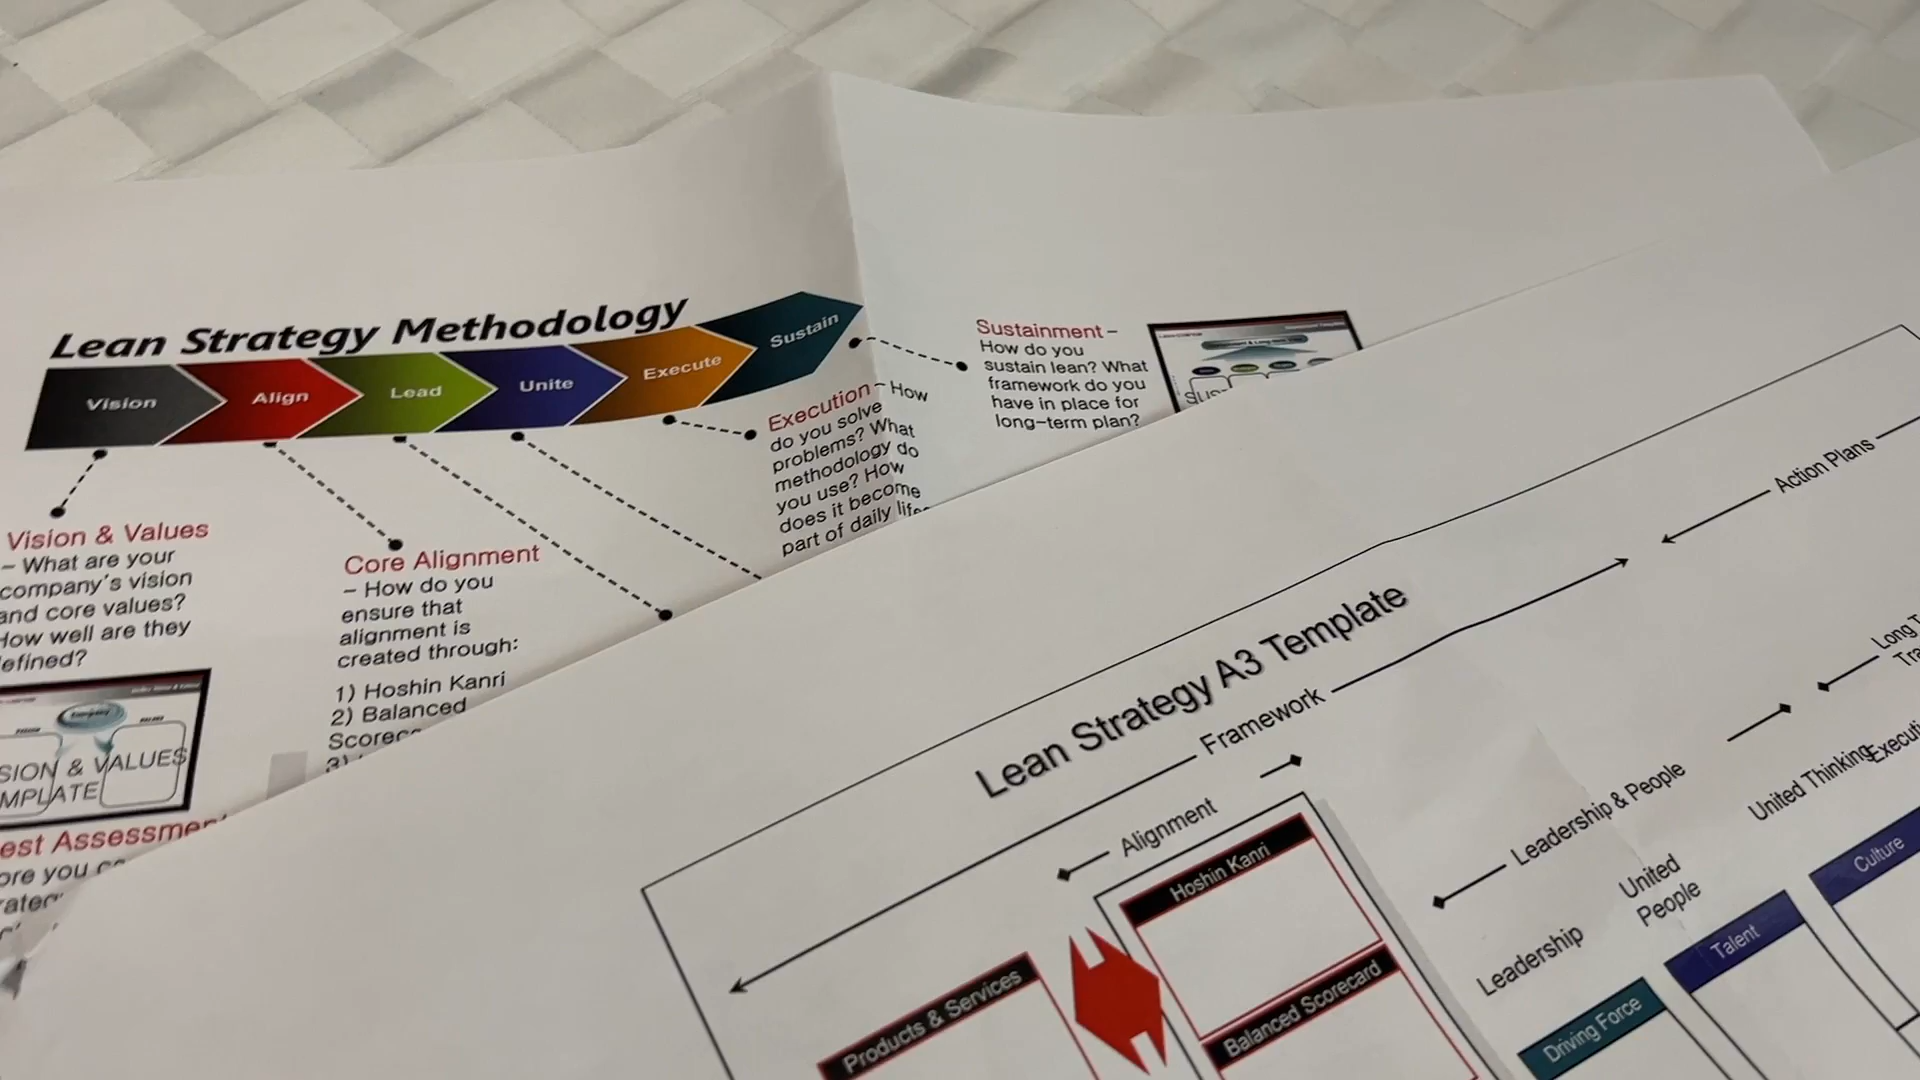 Lean Strategy Methodology
Vision
Align
Lead
Unite
Execute
Sustain
Vision & Values
– What are your
company's vision
and core values?
How well are they
VALUES
Core Alignment
– How do you
ensure that
alignment is
created through:
1) Hoshin Kanri
2) Balanced
Execution – How
do you solve
problems? What
methodology do
you use? How
does it become
part of daily
Sustainment –
How do you
sustain lean? What
framework do you
have in place for
long-term plan?
Lean Strategy A3 Template
Framework
Action Plans
Alignment
Leadership & People
Long
United Thinking
Leadership
United
People
Products & Services
Hoshin Kanri
Balanced Scorecard
Driving Force
Talent
Culture